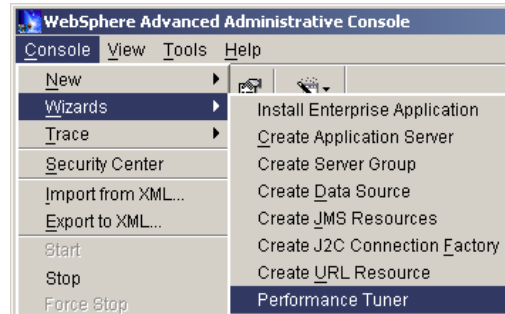 WebSphere Advanced Administrative Console
Console View Tools Help
New
Wizards
Trace
Security Center
Import from XML...
Export to XML...
Start
Stop
Force Stop
Install Enterprise Application
Create Application Server
Create Server Group
Create Data Source
Create JMS Resources
Create J2C Connection Factory
Create URL Resource
Performance Tuner